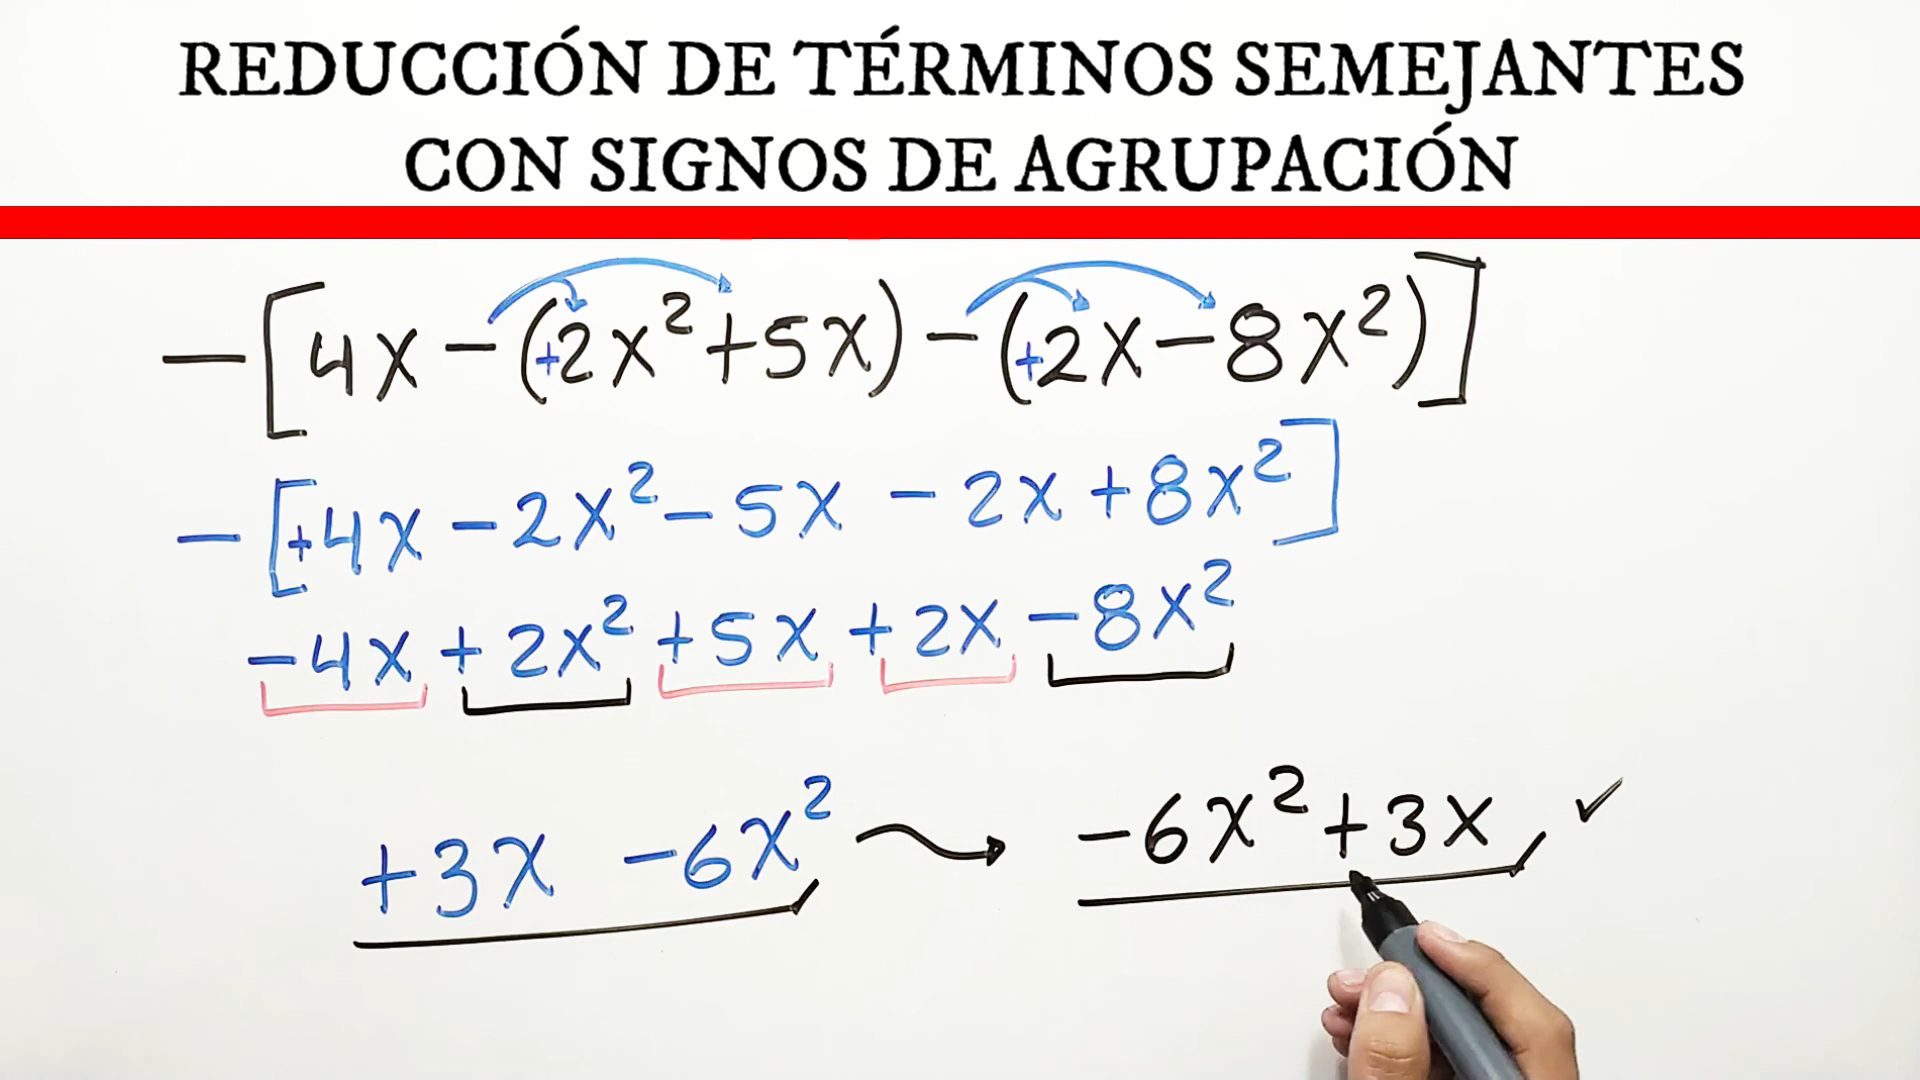 REDUCCIÓN DE TÉRMINOS SEMEJANTES
CON SIGNOS DE AGRUPACIÓN
-[4x-(+2x²+5x)-(+2x-8x²)]
-[+4x-2x²-5x-2x+8x²]
-4x+2x²+5x+2x-8x²
+3x -6x² → -6x²+3x ✓